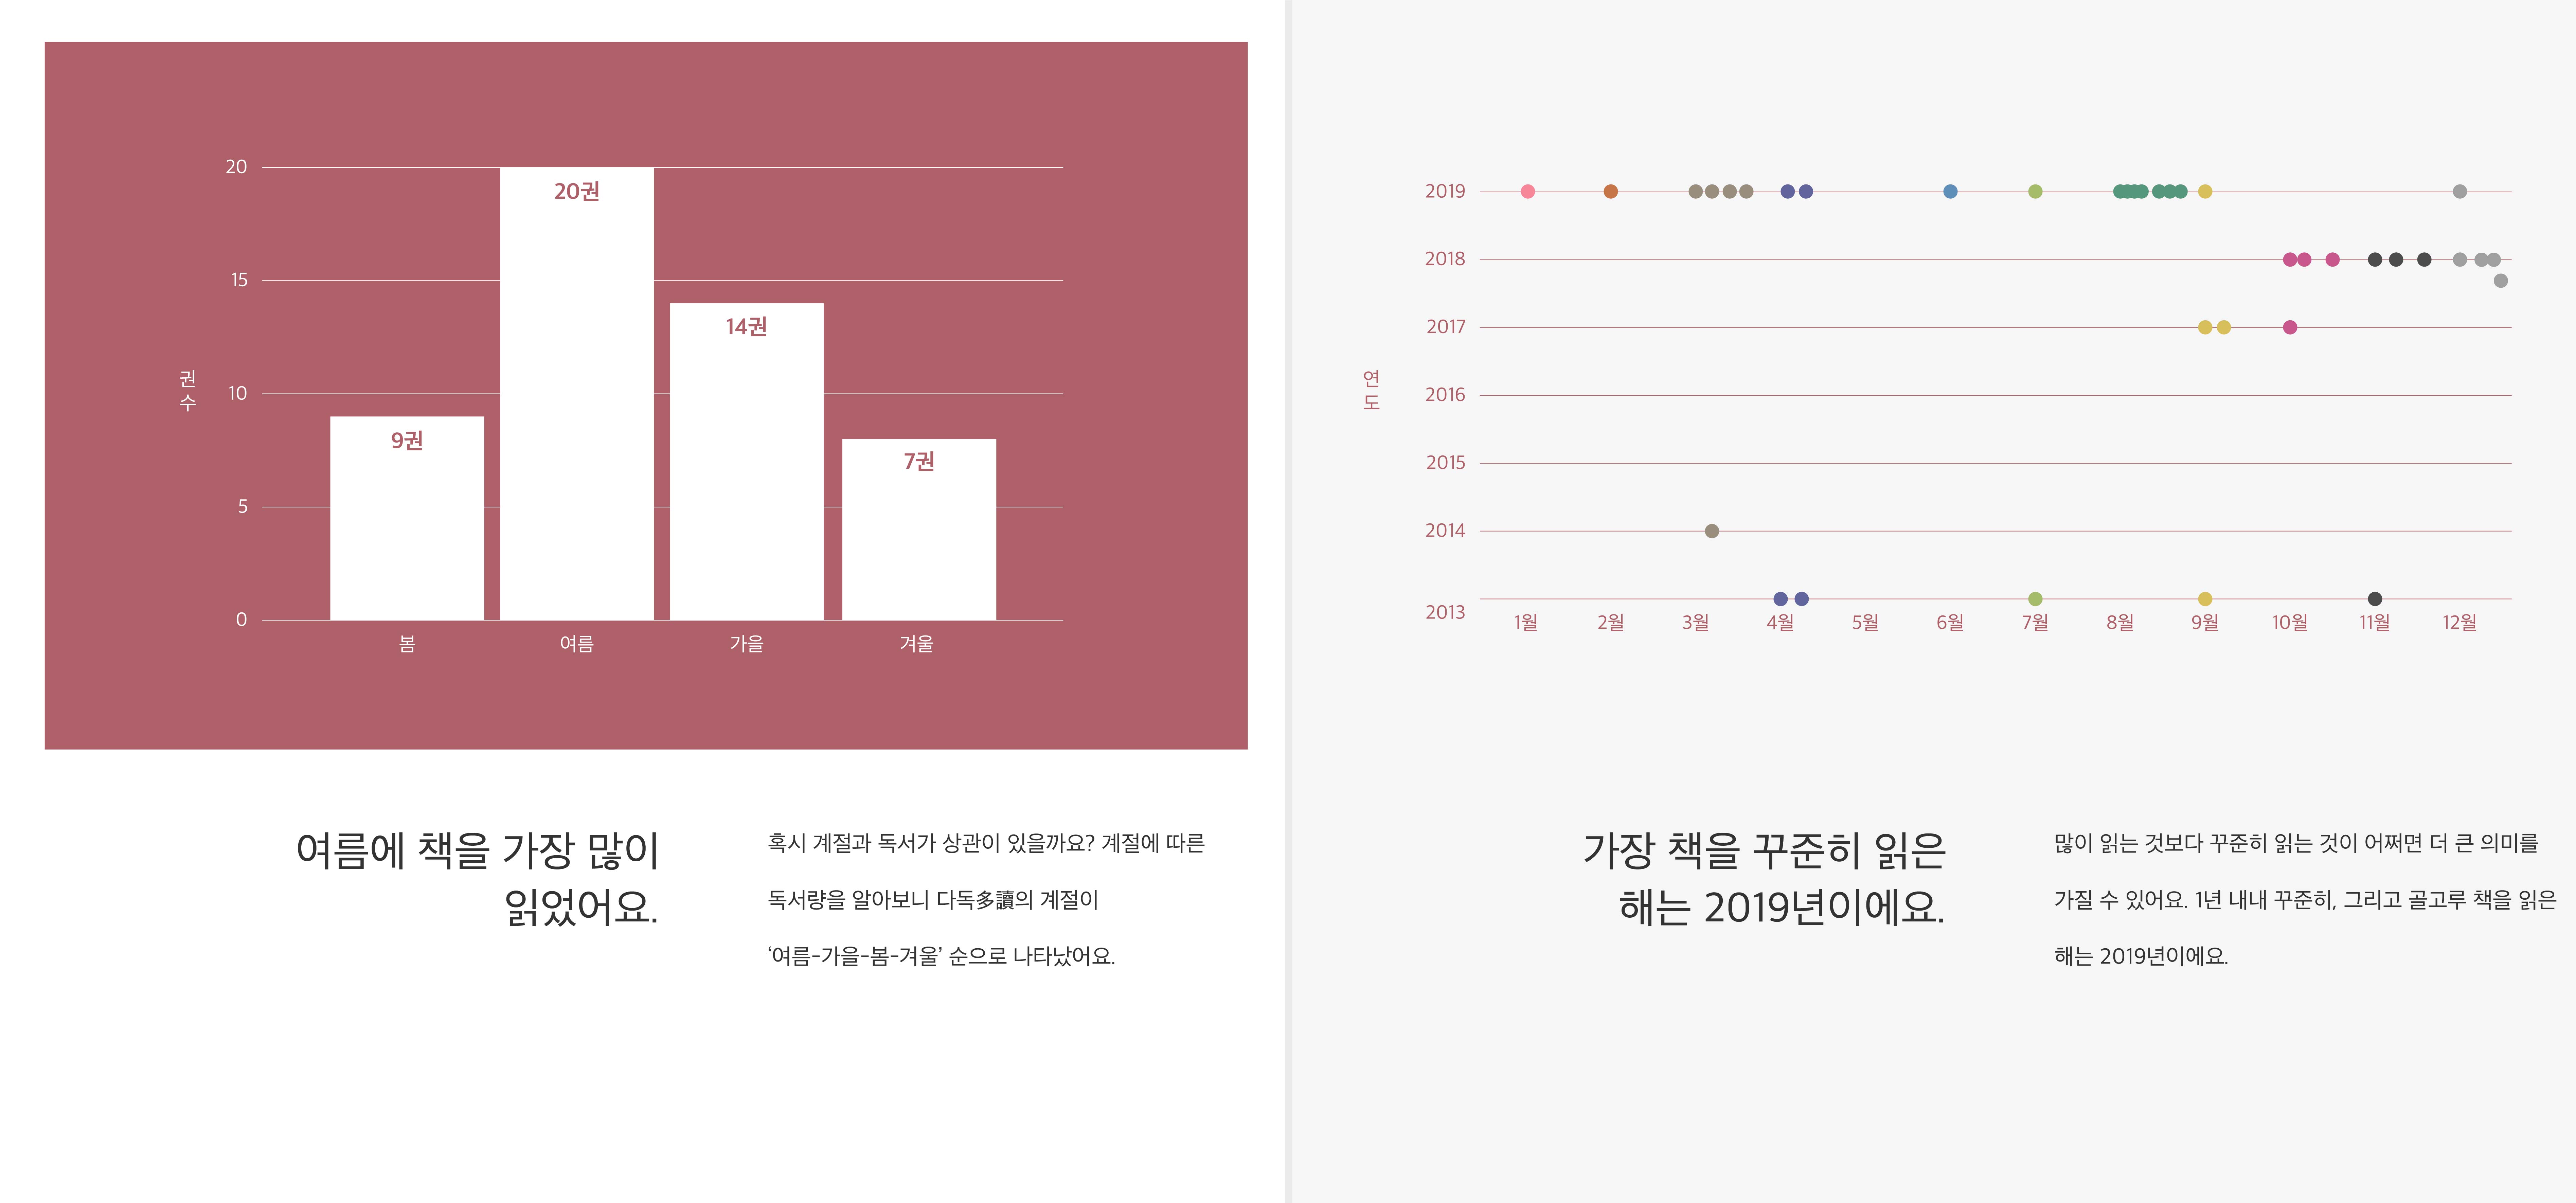 20
15
10
5
0
권
수
20권
14권
9권
7권
봄
여름
가을
겨울
여름에 책을 가장 많이
읽었어요.
혹시 계절과 독서가 상관이 있을까요? 계절에 따른
독서량을 알아보니 다독多讀의 계절이
‘여름-가을-봄-겨울’ 순으로 나타났어요.
2019
2018
2017
2016
2015
2014
2013
연
도
1월
2월
3월
4월
5월
6월
7월
8월
9월
10월
11월
12월
가장 책을 꾸준히 읽은
해는 2019년이에요.
많이 읽는 것보다 꾸준히 읽는 것이 어쩌면 더 큰 의미를
가질 수 있어요. 1년 내내 꾸준히, 그리고 골고루 책을 읽은
해는 2019년이에요.